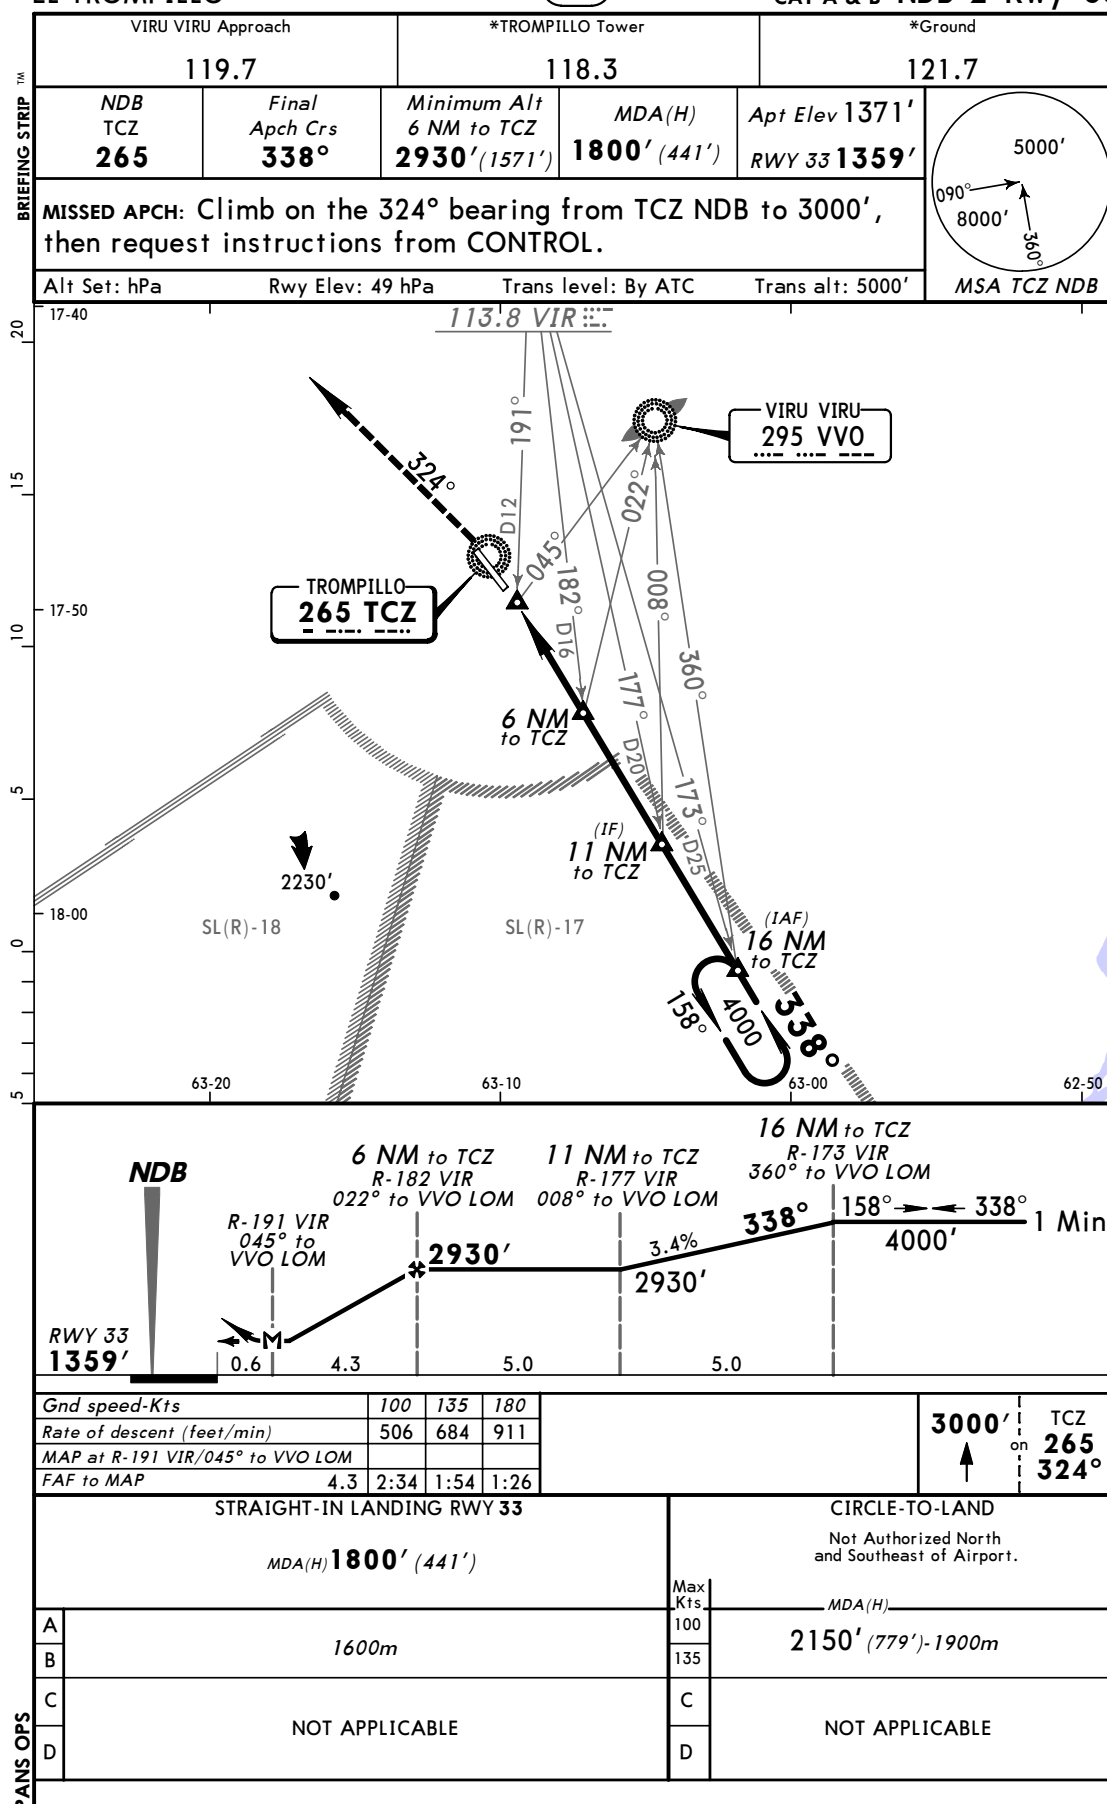 EL TROMPILLO
CAT A & B NDB 2 Rwy
BRIEFING STRIP TM
VIRU VIRU Approach
119.7
*TROMPILLO Tower
118.3
*Ground
121.7
NDB
TCZ
265
Final
Apch Crs
338°
Minimum Alt
6 NM to TCZ
2930' (1571')
MDA(H)
1800' (441')
Apt Elev 1371'
RWY 33 1359'
MISSED APCH: Climb on the 324° bearing from TCZ NDB to 3000',
then request instructions from CONTROL.
Alt Set: hPa Rwy Elev: 49 hPa Trans level: By ATC Trans alt: 5000'
5000'
090°
8000'
360°
MSA TCZ NDB
17-40
113.8 VIR
20
15
10
5
0
5
17-50
18-00
63-20
63-10
63-00
62-50
VIRU VIRU
295 VVO
TROMPILLO
265 TCZ
324°
191°
D12
045°
022°
182°
D16
008°
360°
177°
D20
173°
D25
6 NM
to TCZ
(IF)
11 NM
to TCZ
(IAF)
16 NM
to TCZ
2230'
SL(R)-18
SL(R)-17
158°
4000
338°
NDB
R-191 VIR
045° to
VVO LOM
6 NM to TCZ
R-182 VIR
022° to VVO LOM
11 NM to TCZ
R-177 VIR
008° to VVO LOM
16 NM to TCZ
R-173 VIR
360° to VVO LOM
2930'
3.4%
2930'
338°
158° 338°
4000'
1 Min
M
RWY 33
1359'
0.6 4.3 5.0 5.0
Gnd speed-Kts 100 135 180
Rate of descent (feet/min) 506 684 911
MAP at R-191 VIR/045° to VVO LOM
FAF to MAP 4.3 2:34 1:54 1:26
3000'
on
TCZ
265
324°
STRAIGHT-IN LANDING RWY 33
MDA(H) 1800' (441')
CIRCLE-TO-LAND
Not Authorized North
and Southeast of Airport.
Max
Kts
MDA(H)
A
B
1600m
100
135
2150' (779')-1900m
C
D
NOT APPLICABLE
C
D
NOT APPLICABLE
PANS OPS